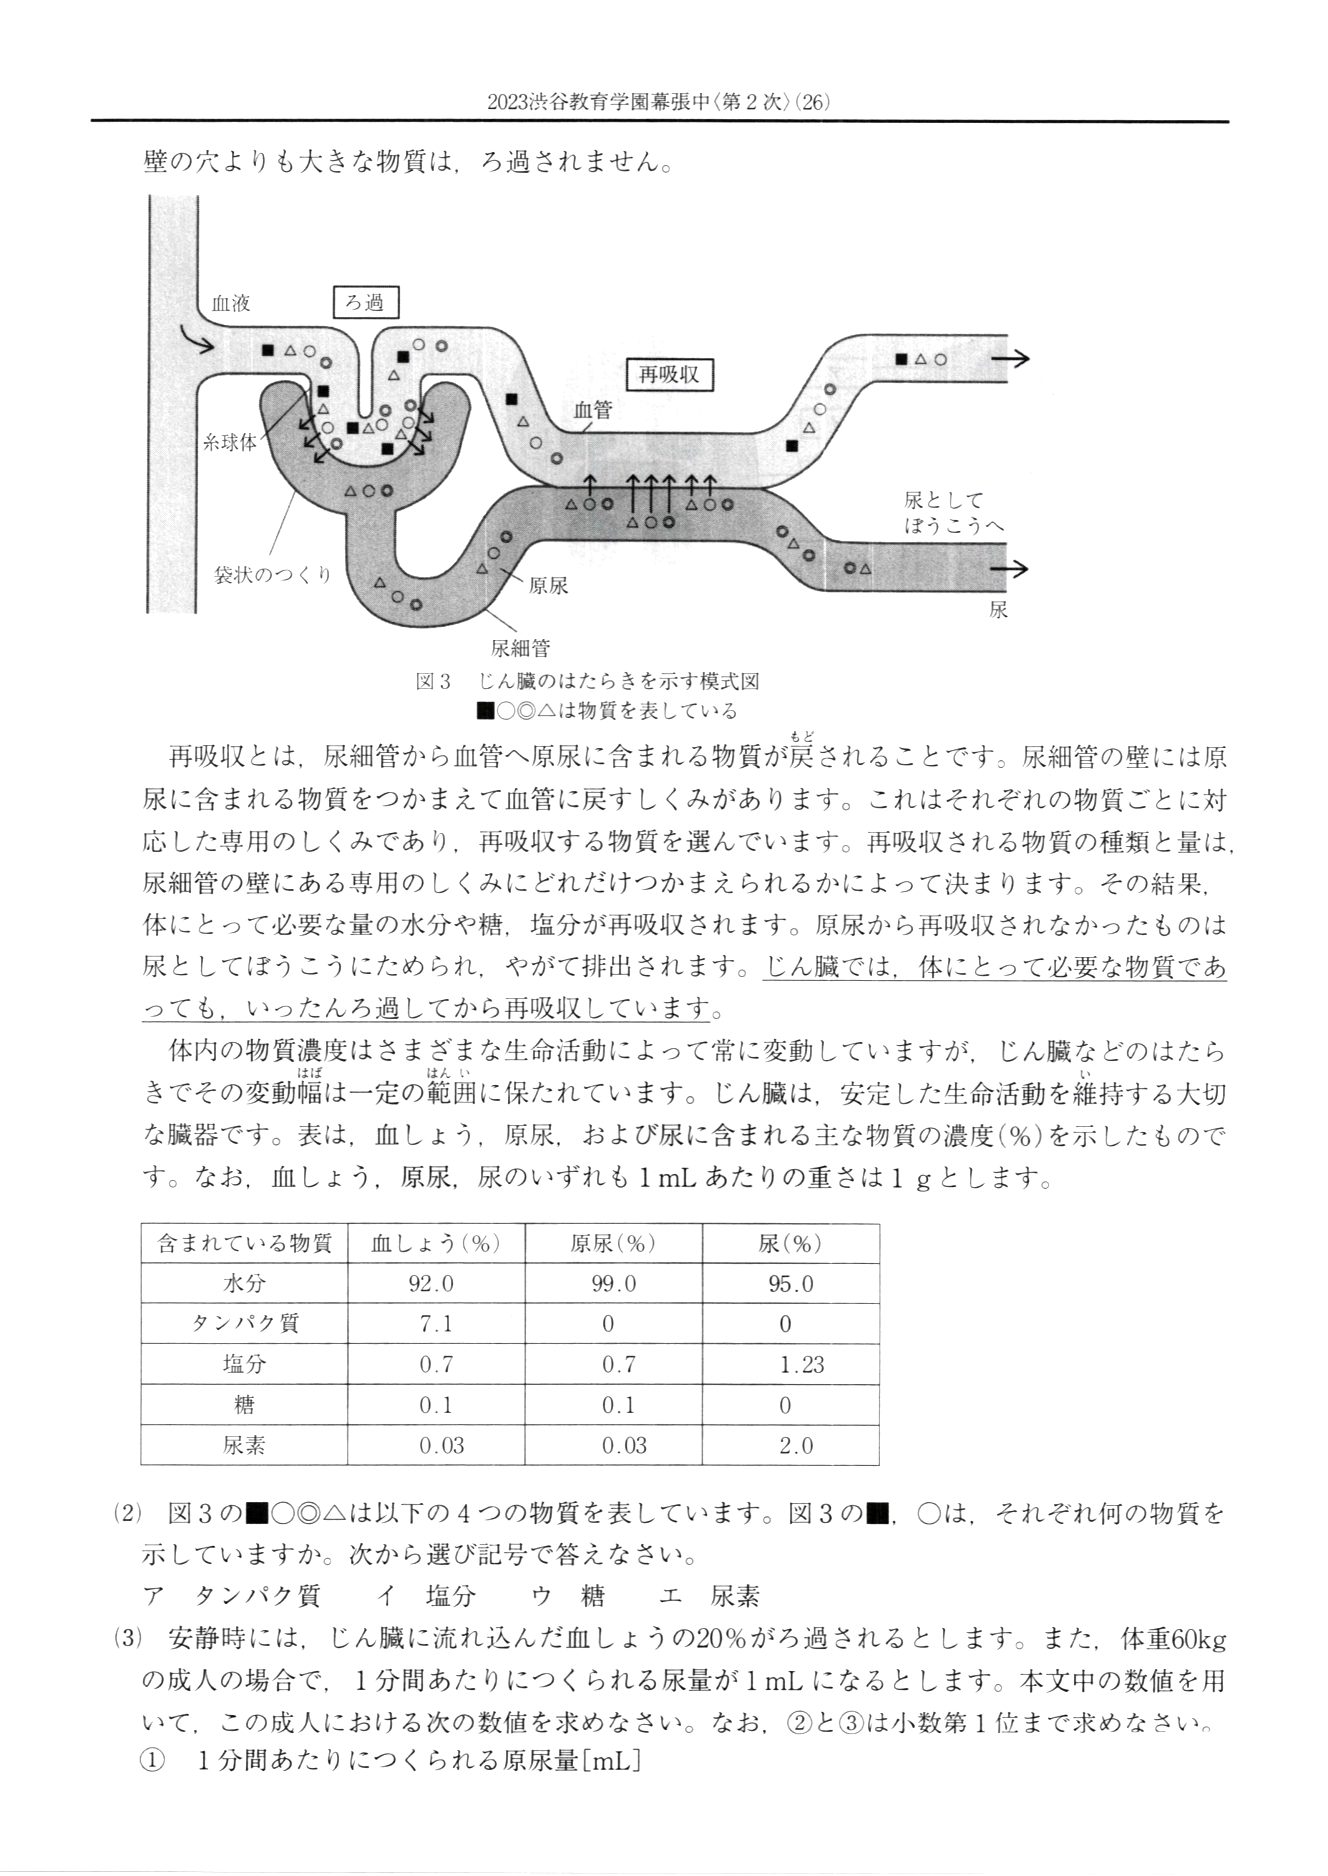 2023渋谷教育学園幕張中〈第2次〉(26)
壁の穴よりも大きな物質は，ろ過されません。
血液
ろ過
再吸収
血管
糸球体
尿として
ぼうこうへ
袋状のつくり
原尿
尿
尿細管
図3　じん臓のはたらきを示す模式図
■○◎△は物質を表している
再吸収とは，尿細管から血管へ原尿に含まれる物質が戻されることです。尿細管の壁には原
もど
尿に含まれる物質をつかまえて血管に戻すしくみがあります。これはそれぞれの物質ごとに対
応した専用のしくみであり，再吸収する物質を選んでいます。再吸収される物質の種類と量は，
尿細管の壁にある専用のしくみにどれだけつかまえられるかによって決まります。その結果，
体にとって必要な量の水分や糖，塩分が再吸収されます。原尿から再吸収されなかったものは
尿としてぼうこうにためられ，やがて排出されます。じん臓では，体にとって必要な物質であ
っても，いったんろ過してから再吸収しています。
体内の物質濃度はさまざまな生命活動によって常に変動していますが，じん臓などのはたら
はば　はんい　い
きでその変動幅は一定の範囲に保たれています。じん臓は，安定した生命活動を維持する大切
な臓器です。表は，血しょう，原尿，および尿に含まれる主な物質の濃度(%)を示したもので
す。なお，血しょう，原尿，尿のいずれも1mLあたりの重さは1gとします。
含まれている物質　血しょう(%)　原尿(%)　尿(%)
水分　92.0　99.0　95.0
タンパク質　7.1　0　0
塩分　0.7　0.7　1.23
糖　0.1　0.1　0
尿素　0.03　0.03　2.0
(2)　図3の■○◎△は以下の4つの物質を表しています。図3の■，○は，それぞれ何の物質を
示していますか。次から選び記号で答えなさい。
ア　タンパク質　イ　塩分　ウ　糖　エ　尿素
(3)　安静時には，じん臓に流れ込んだ血しょうの20%がろ過されるとします。また，体重60kg
の成人の場合で，1分間あたりにつくられる尿量が1mLになるとします。本文中の数値を用
いて，この成人における次の数値を求めなさい。なお，②と③は小数第1位まで求めなさい。
①　1分間あたりにつくられる原尿量[mL]